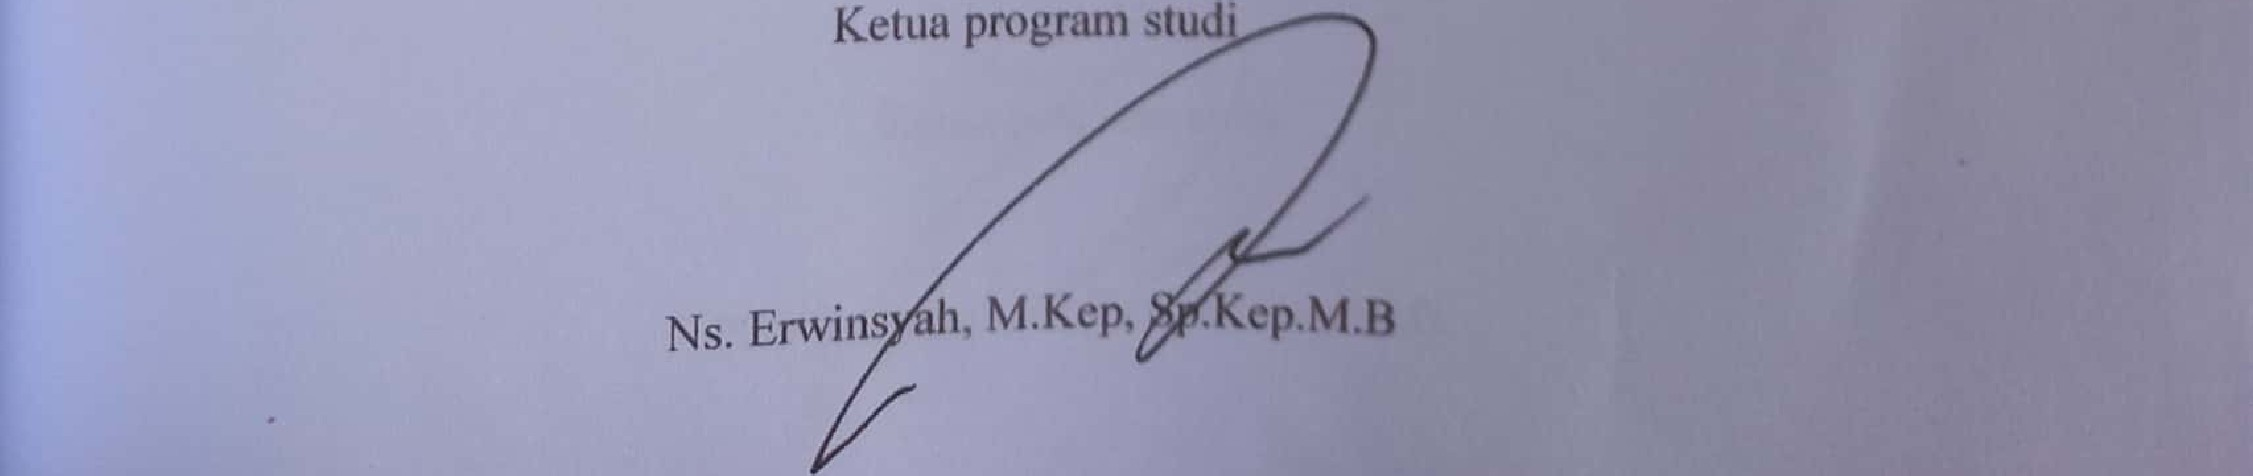 Ketua program studi
Ns. Erwinsyah, M.Kep, Sp.Kep.M.B